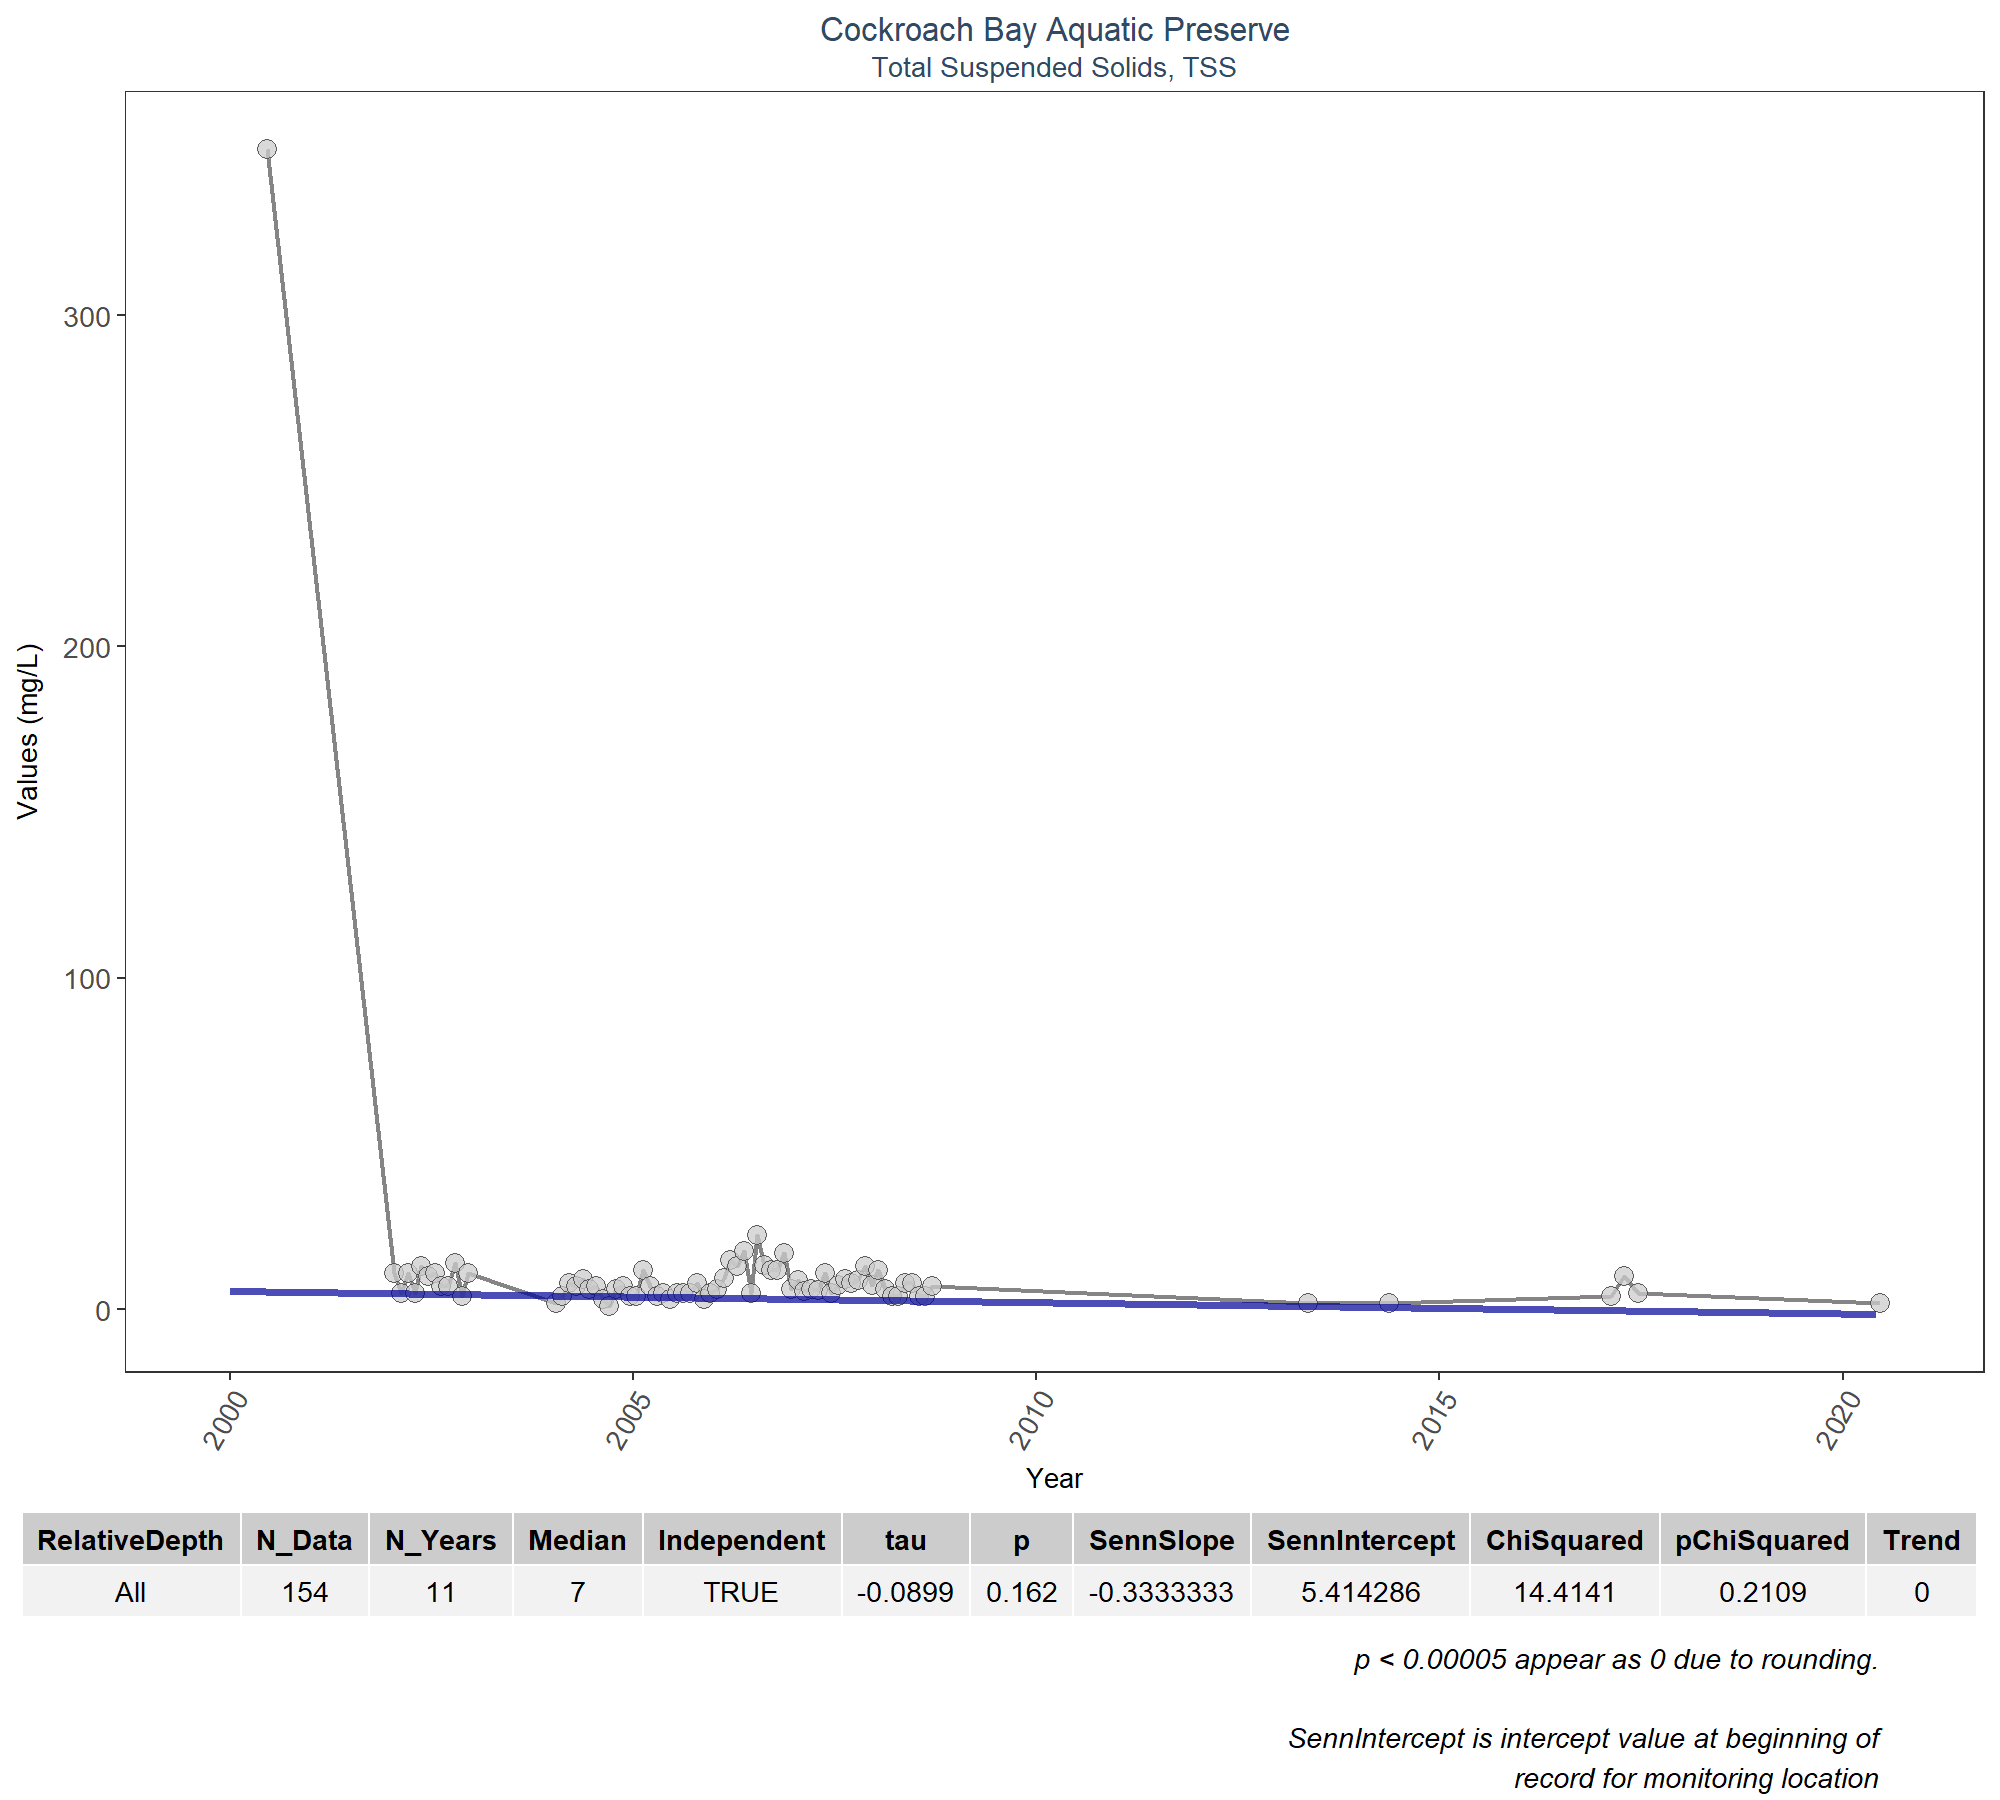 Cockroach Bay Aquatic Preserve
Total Suspended Solids, TSS
Values (mg/L)
300
200
100
0
2000 2005 2010 2015 2020
Year
RelativeDepth N_Data N_Years Median Independent tau p SennSlope SennIntercept ChiSquared pChiSquared Trend
All 154 11 7 TRUE -0.0899 0.162 -0.3333333 5.414286 14.4141 0.2109 0
p < 0.00005 appear as 0 due to rounding.
SennIntercept is intercept value at beginning of
record for monitoring location